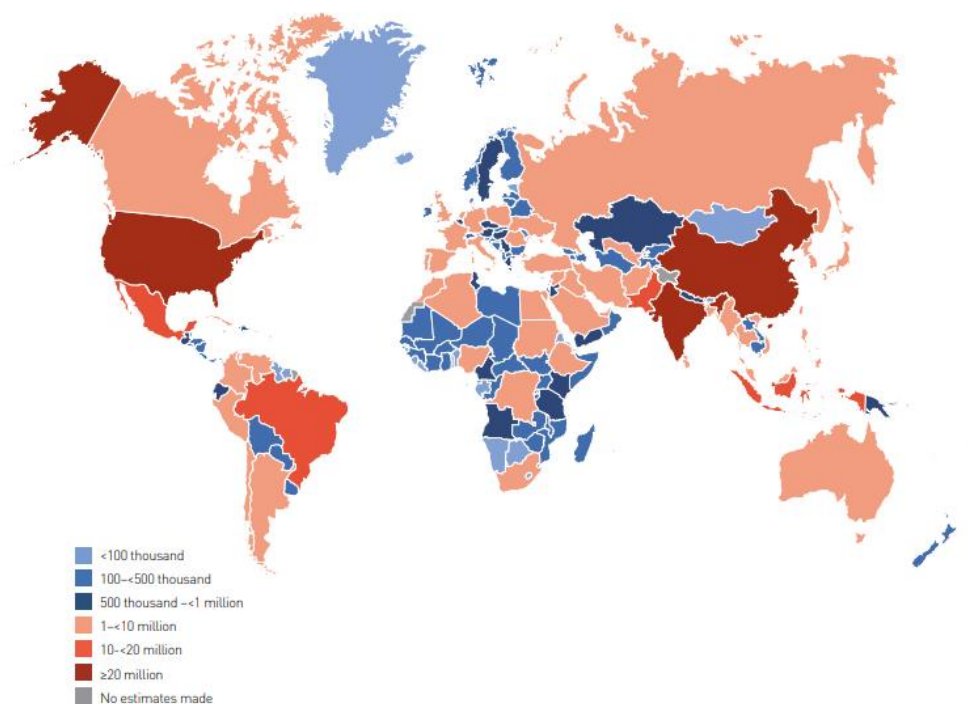 <100 thousand
100–<500 thousand
500 thousand –<1 million
1–<10 million
10–<20 million
≥20 million
No estimates made